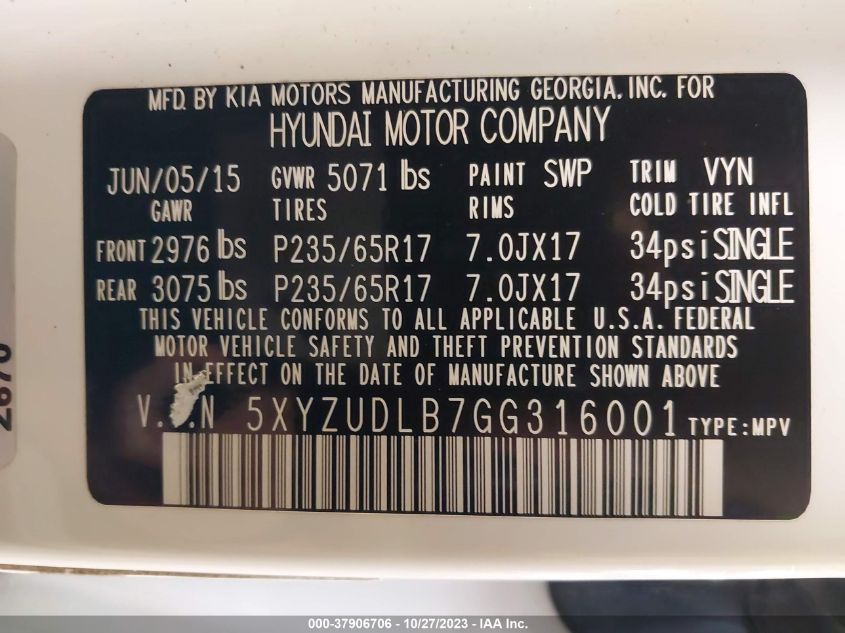 MFD. BY KIA MOTORS MANUFACTURING GEORGIA, INC. FOR
HYUNDAI MOTOR COMPANY
JUN/05/15 GVWR 5071 lbs PAINT SWP TRIM VYN
GAWR TIRES RIMS COLD TIRE INFL
FRONT 2976 lbs P235/65R17 7.0JX17 34psi SINGLE
REAR 3075 lbs P235/65R17 7.0JX17 34psi SINGLE
THIS VEHICLE CONFORMS TO ALL APPLICABLE U.S.A. FEDERAL
MOTOR VEHICLE SAFETY AND THEFT PREVENTION STANDARDS
IN EFFECT ON THE DATE OF MANUFACTURE SHOWN ABOVE
V.I.N 5XYZUDLB7GG316001 TYPE:MPV
000-37906706 - 10/27/2023 - IAA Inc.